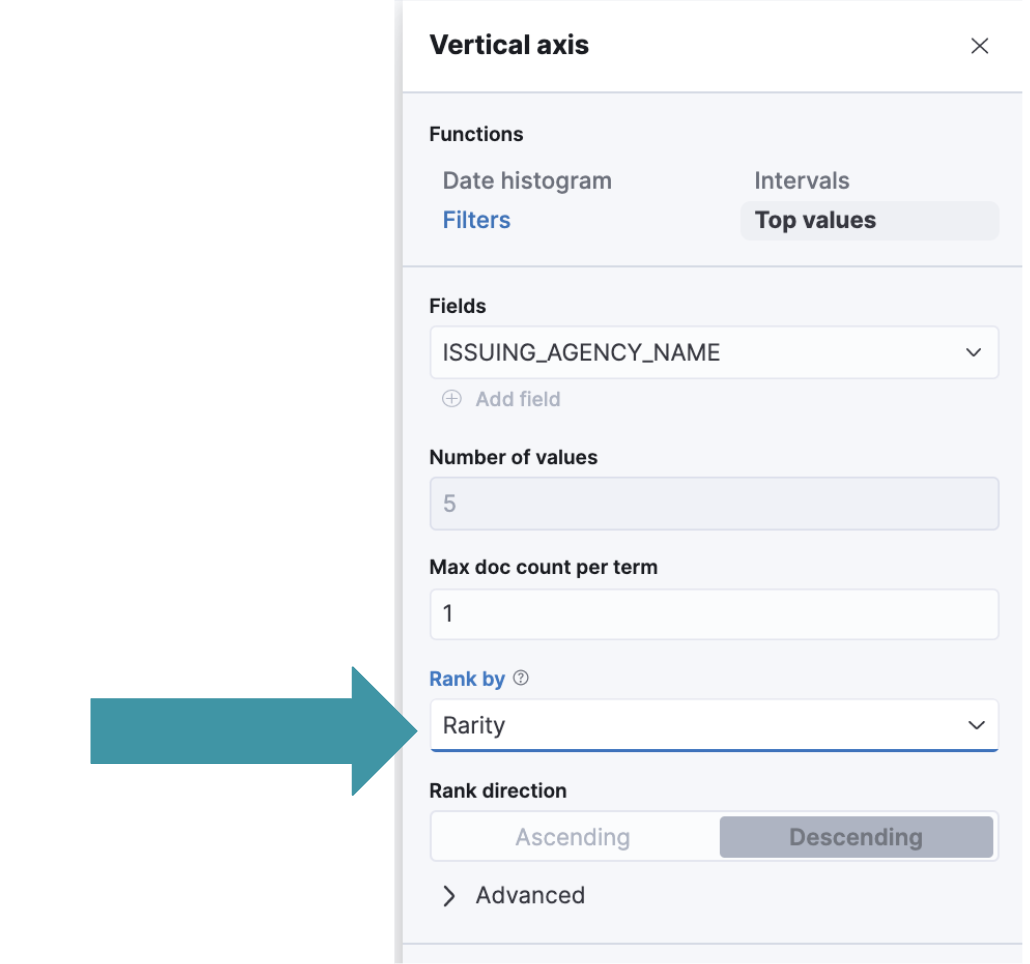 Vertical axis
Functions
Date histogram
Intervals
Filters
Top values
Fields
ISSUING_AGENCY_NAME
Add field
Number of values
5
Max doc count per term
1
Rank by
Rarity
Rank direction
Ascending
Descending
Advanced